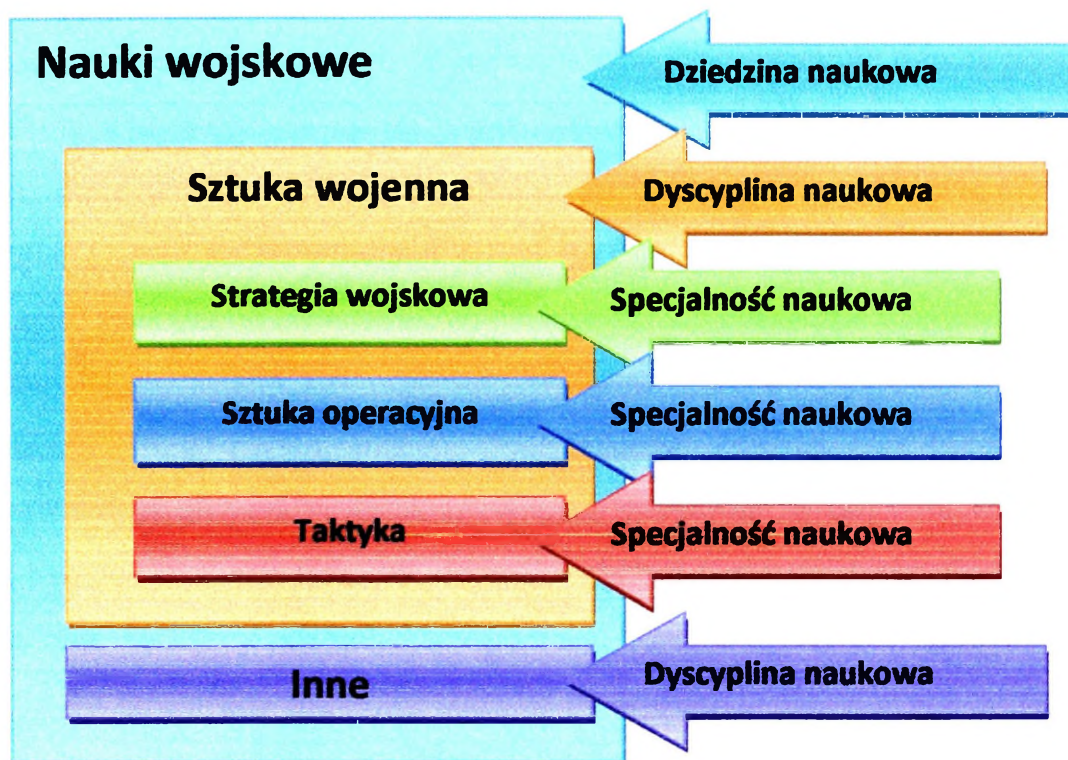 Nauki wojskowe
Dziedzina naukowa
Sztuka wojenna
Dyscyplina naukowa
Strategia wojskowa
Specjalność naukowa
Sztuka operacyjna
Specjalność naukowa
Taktyka
Specjalność naukowa
Inne
Dyscyplina naukowa